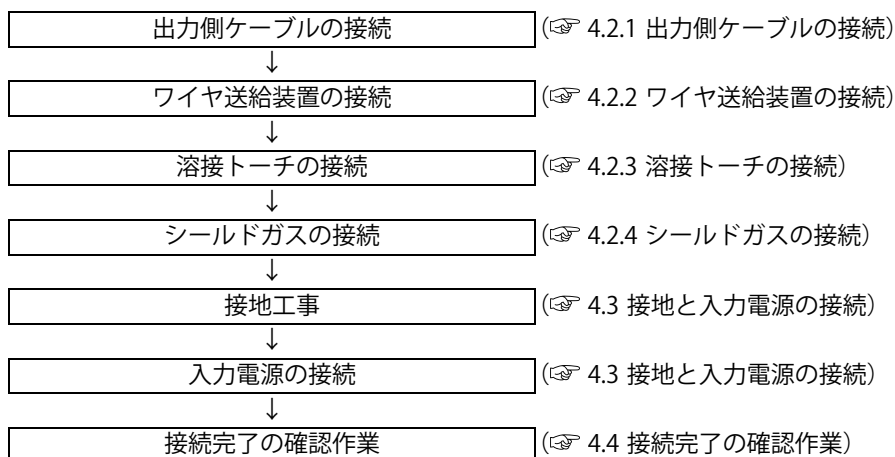 出力側ケーブルの接続 (☞ 4.2.1 出力側ケーブルの接続)
↓
ワイヤ送給装置の接続 (☞ 4.2.2 ワイヤ送給装置の接続)
↓
溶接トーチの接続 (☞ 4.2.3 溶接トーチの接続)
↓
シールドガスの接続 (☞ 4.2.4 シールドガスの接続)
↓
接地工事 (☞ 4.3 接地と入力電源の接続)
↓
入力電源の接続 (☞ 4.3 接地と入力電源の接続)
↓
接続完了の確認作業 (☞ 4.4 接続完了の確認作業)